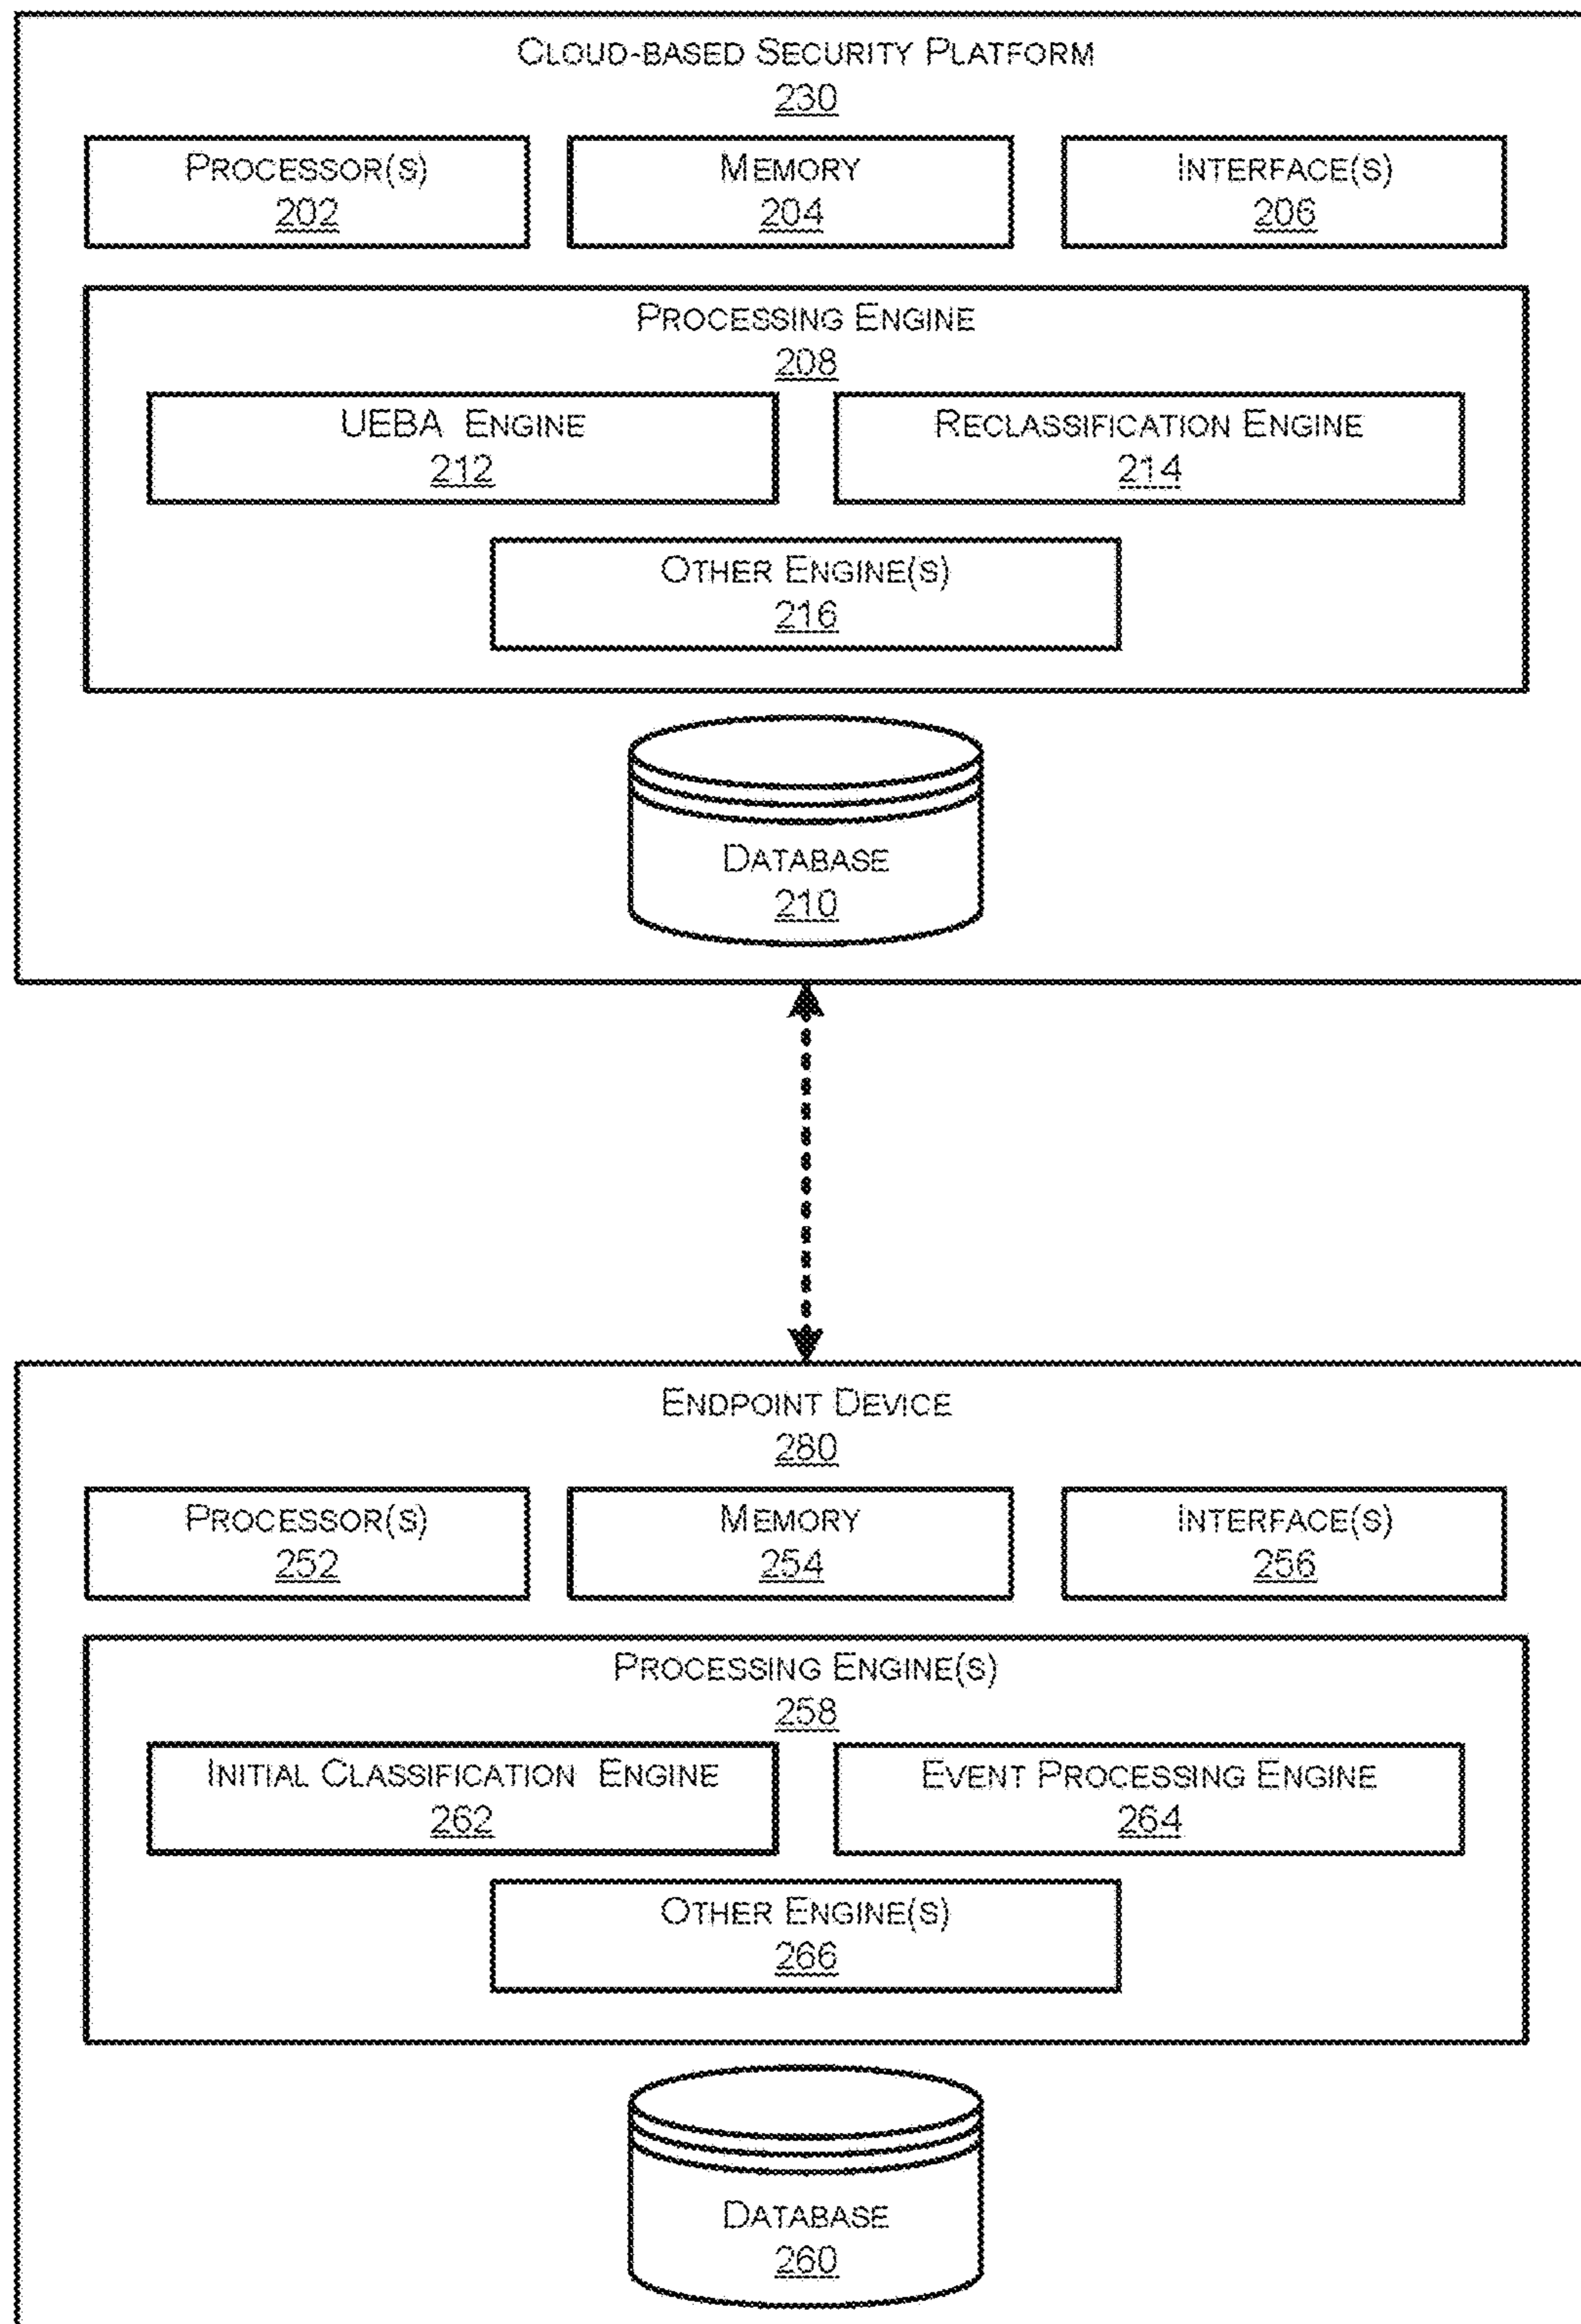 CLOUD-BASED SECURITY PLATFORM
230
PROCESSOR(S)
202
MEMORY
204
INTERFACE(S)
206
PROCESSING ENGINE
208
UEBA ENGINE
212
RECLASSIFICATION ENGINE
214
OTHER ENGINE(S)
216
DATABASE
210
ENDPOINT DEVICE
280
PROCESSOR(S)
252
MEMORY
254
INTERFACE(S)
256
PROCESSING ENGINE(S)
258
INITIAL CLASSIFICATION ENGINE
262
EVENT PROCESSING ENGINE
264
OTHER ENGINE(S)
266
DATABASE
260